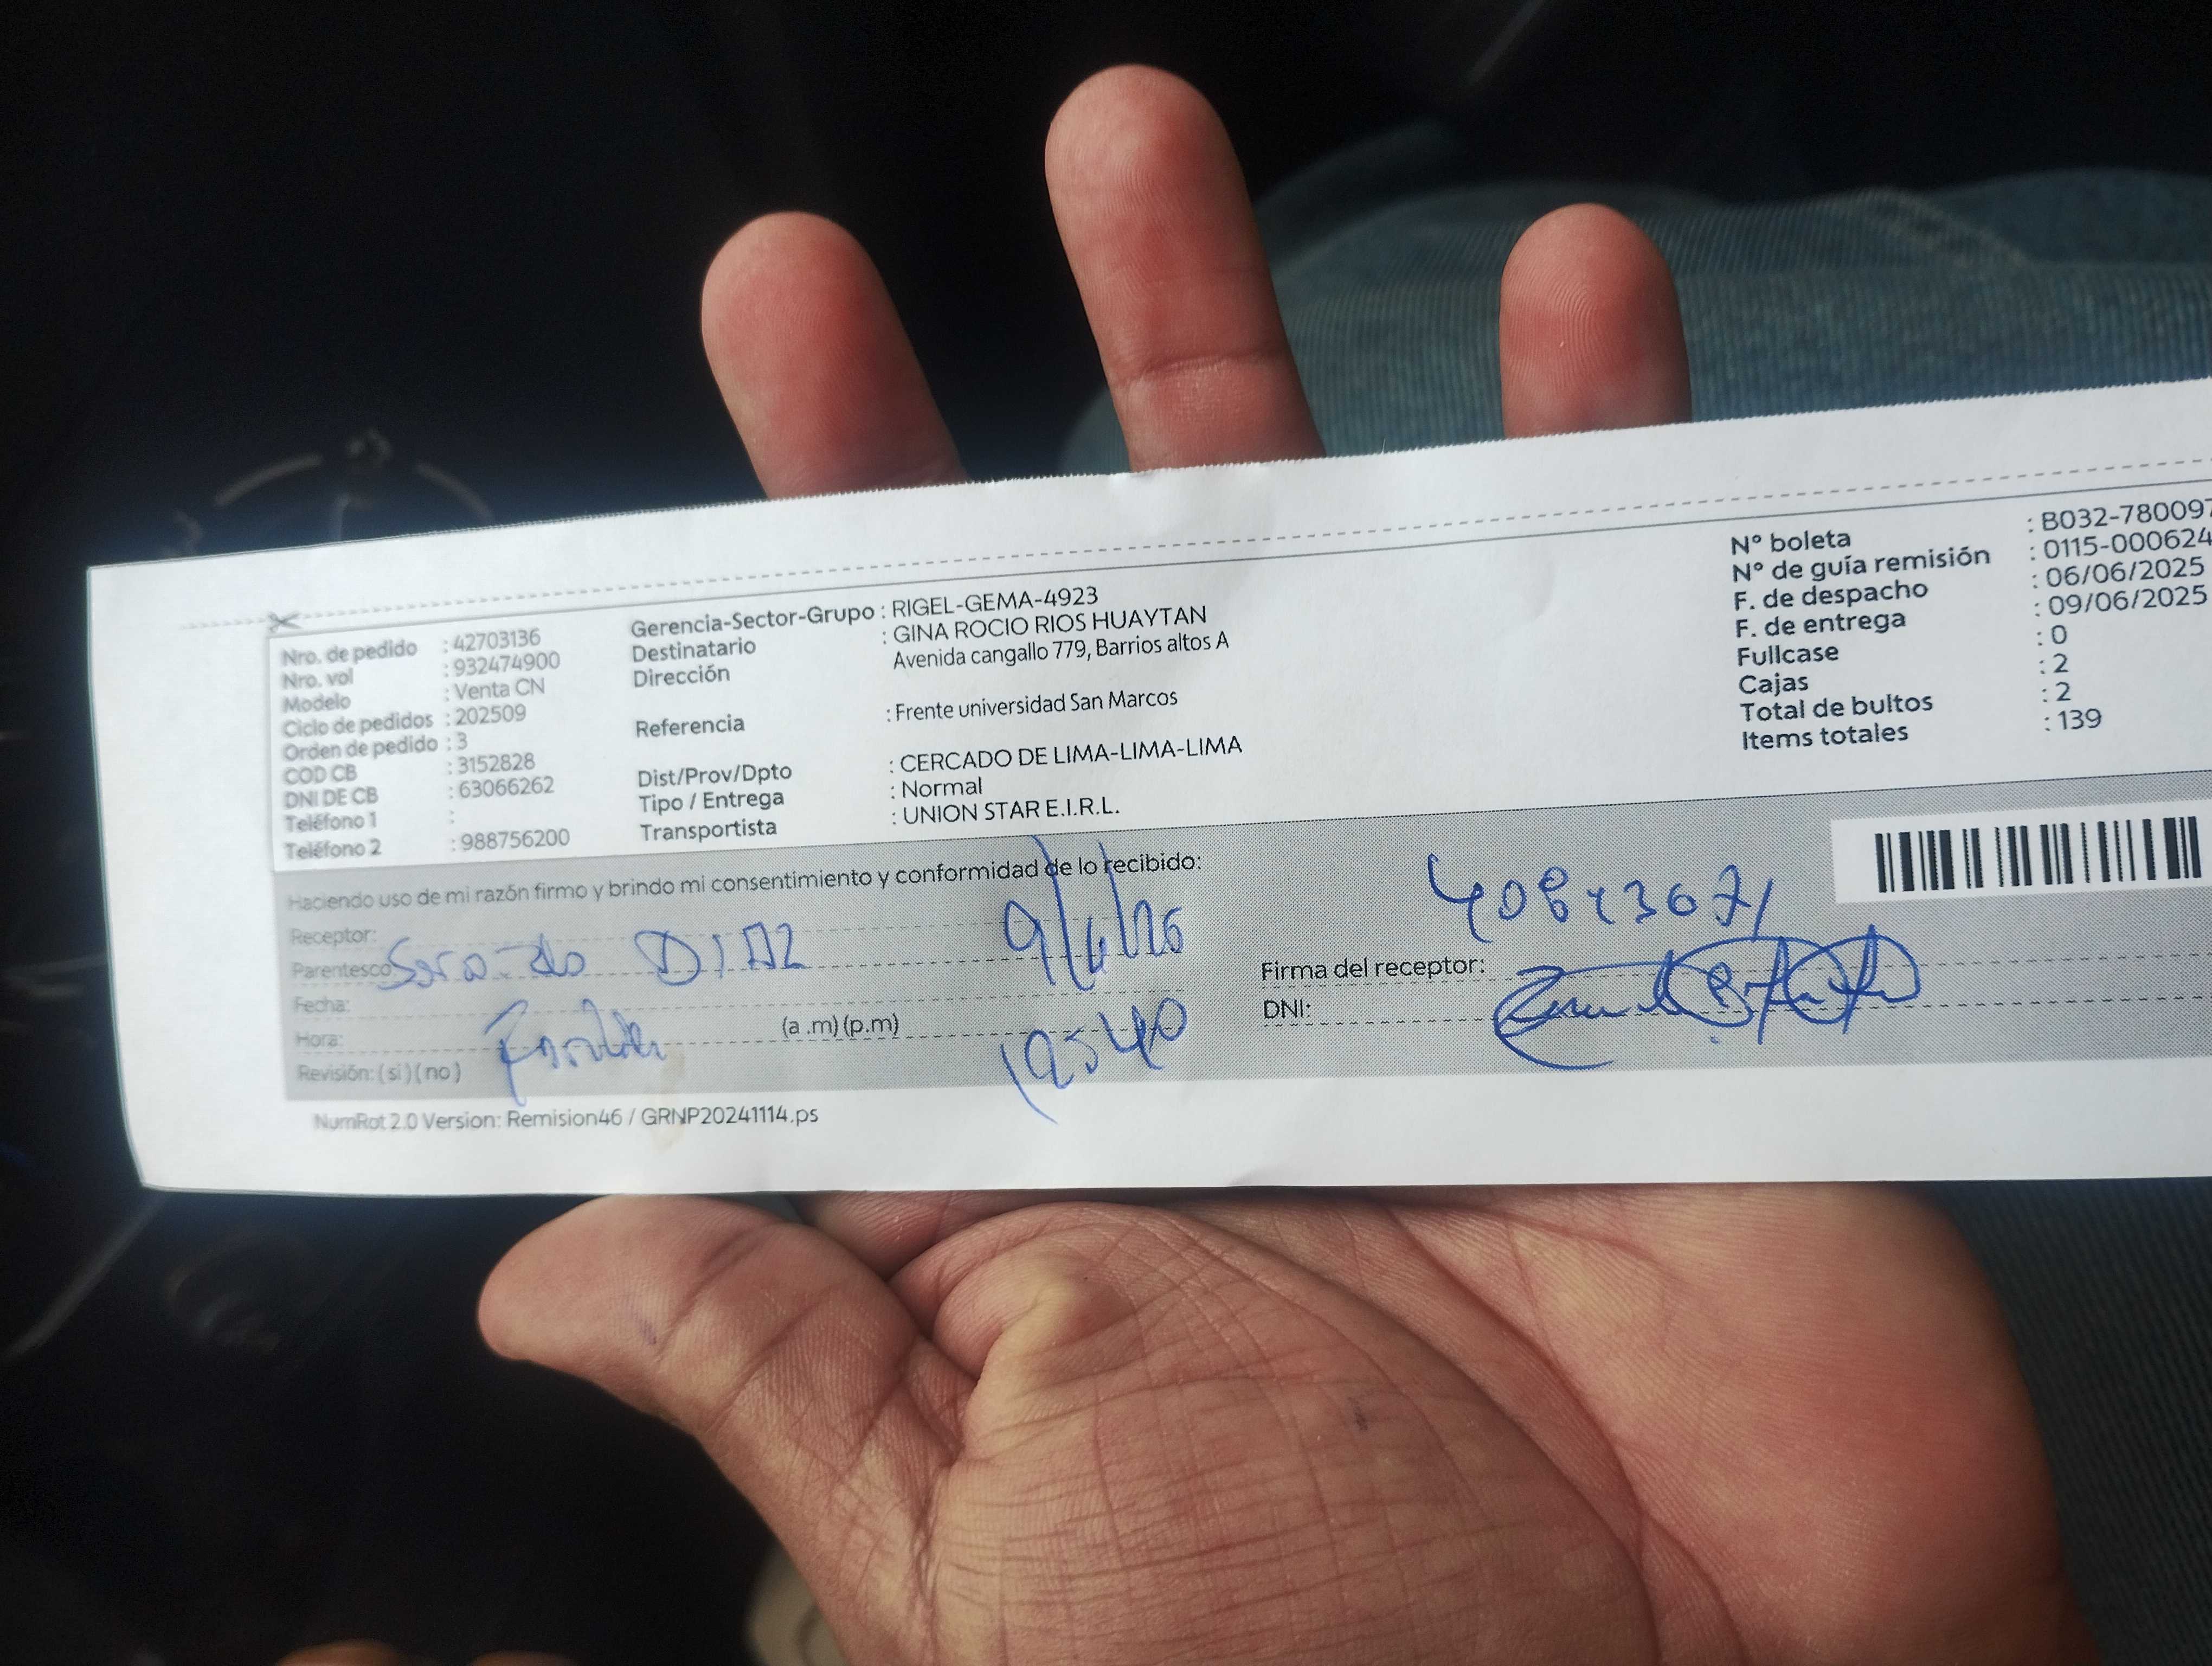 Nro. de pedido : 42703136
Nro. vol : 932474900
Modelo : Venta CN
Ciclo de pedidos : 202509
Orden de pedido : 3
COD CB : 3152828
DNI DE CB : 63066262
Teléfono 1 :
Teléfono 2 : 988756200
Gerencia-Sector-Grupo : RIGEL-GEMA-4923
Destinatario : GINA ROCIO RIOS HUAYTAN
Dirección Avenida cangallo 779, Barrios altos A
Referencia : Frente universidad San Marcos
Dist/Prov/Dpto : CERCADO DE LIMA-LIMA-LIMA
Tipo / Entrega : Normal
Transportista : UNION STAR E.I.R.L.
N° boleta : B032-780097
N° de guía remisión : 0115-000624
F. de despacho : 06/06/2025
F. de entrega : 09/06/2025
Fullcase : 0
Cajas : 2
Total de bultos : 2
Items totales : 139
Haciendo uso de mi razón firmo y brindo mi consentimiento y conformidad de lo recibido:
Receptor:
Parentesco: DIAZ
Fecha:
Hora: (a .m) (p.m)
Revisión: ( si ) ( no )
Firma del receptor:
DNI:
NumRot 2.0 Version: Remision46 / GRNP20241114.ps